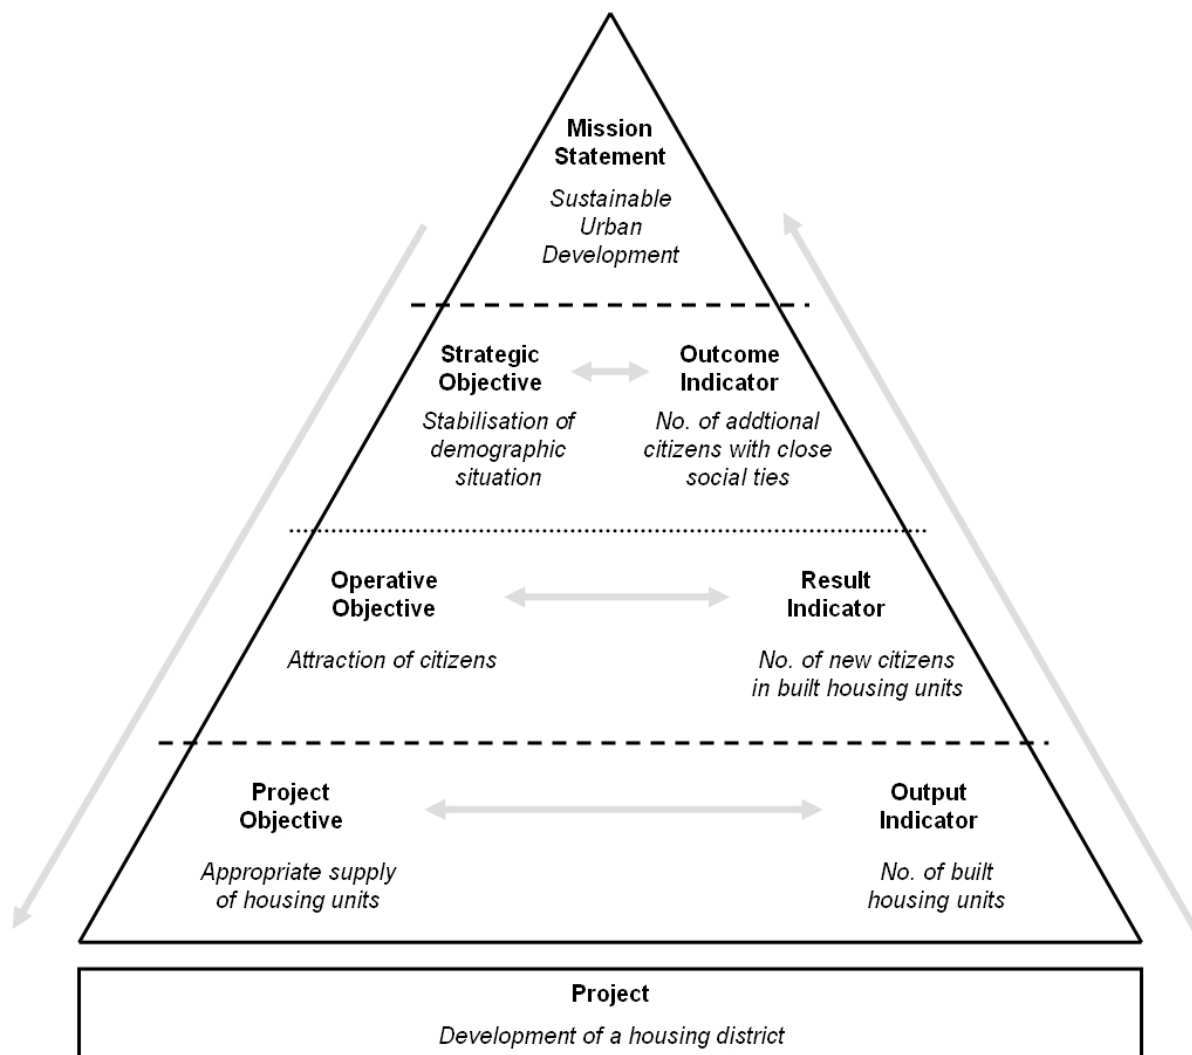 Mission
Statement
Sustainable
Urban
Development
Strategic
Objective
Stabilisation of
demographic
situation
Outcome
Indicator
No. of addtional
citizens with close
social ties
Operative
Objective
Attraction of citizens
Result
Indicator
No. of new citizens
in built housing units
Project
Objective
Appropriate supply
of housing units
Output
Indicator
No. of built
housing units
Project
Development of a housing district